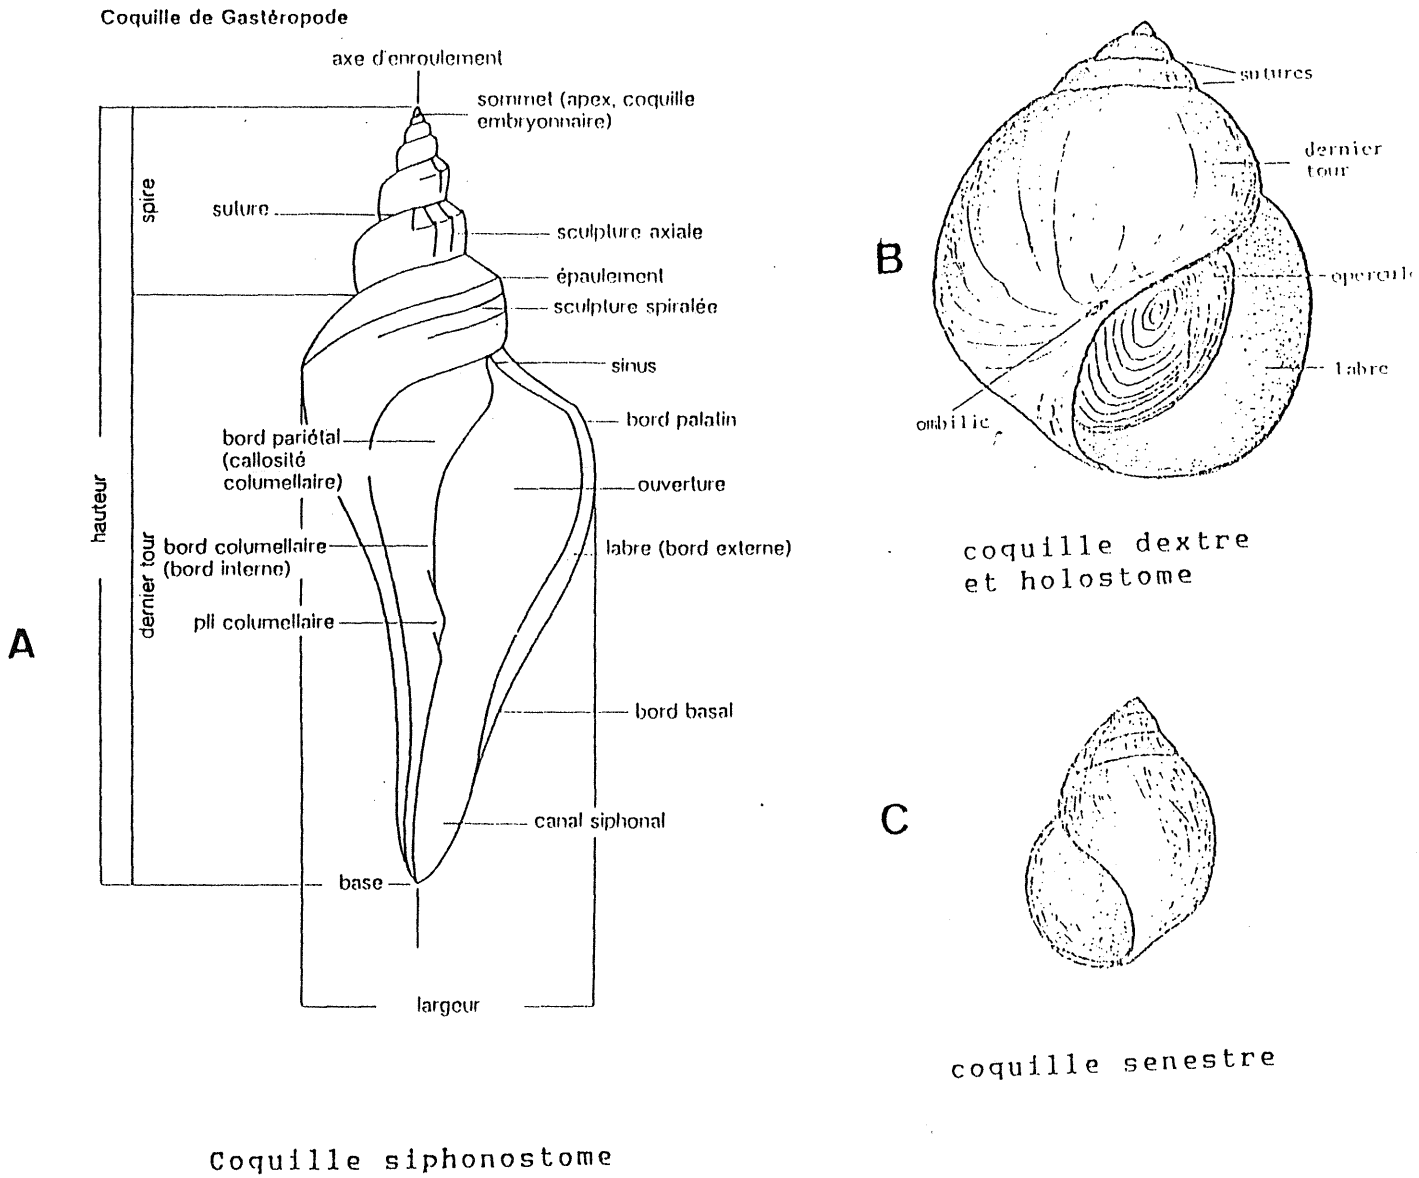 Coquille de Gastéropode
axe d'enroulement
sommet (apex, coquille
embryonnaire)
spire
suture
sculpture axiale
épaulement
sculpture spiralée
sinus
bord palatin
bord pariétal
(callosité
columellaire)
ouverture
hauteur
dernier tour
bord columellaire
(bord interne)
labre (bord externe)
pli columellaire
A
bord basal
canal siphonal
base
largeur
Coquille siphonostome
sutures
dernier
tour
B
opercule
labre
ombilic
coquille dextre
et holostome
C
coquille senestre